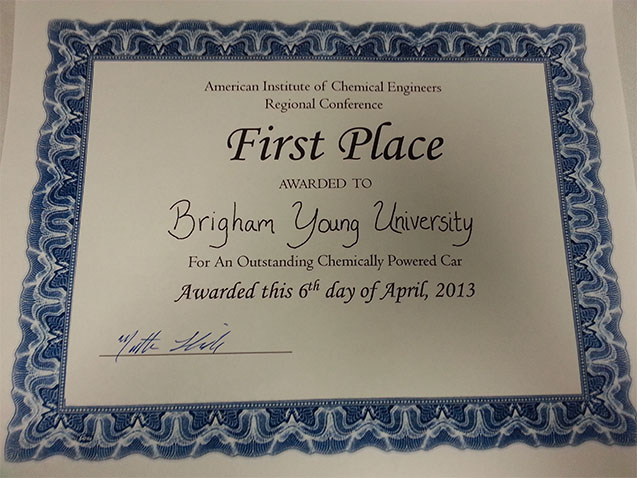 American Institute of Chemical Engineers
Regional Conference
First Place
AWARDED TO
Brigham Young University
For An Outstanding Chemically Powered Car
Awarded this 6th day of April, 2013